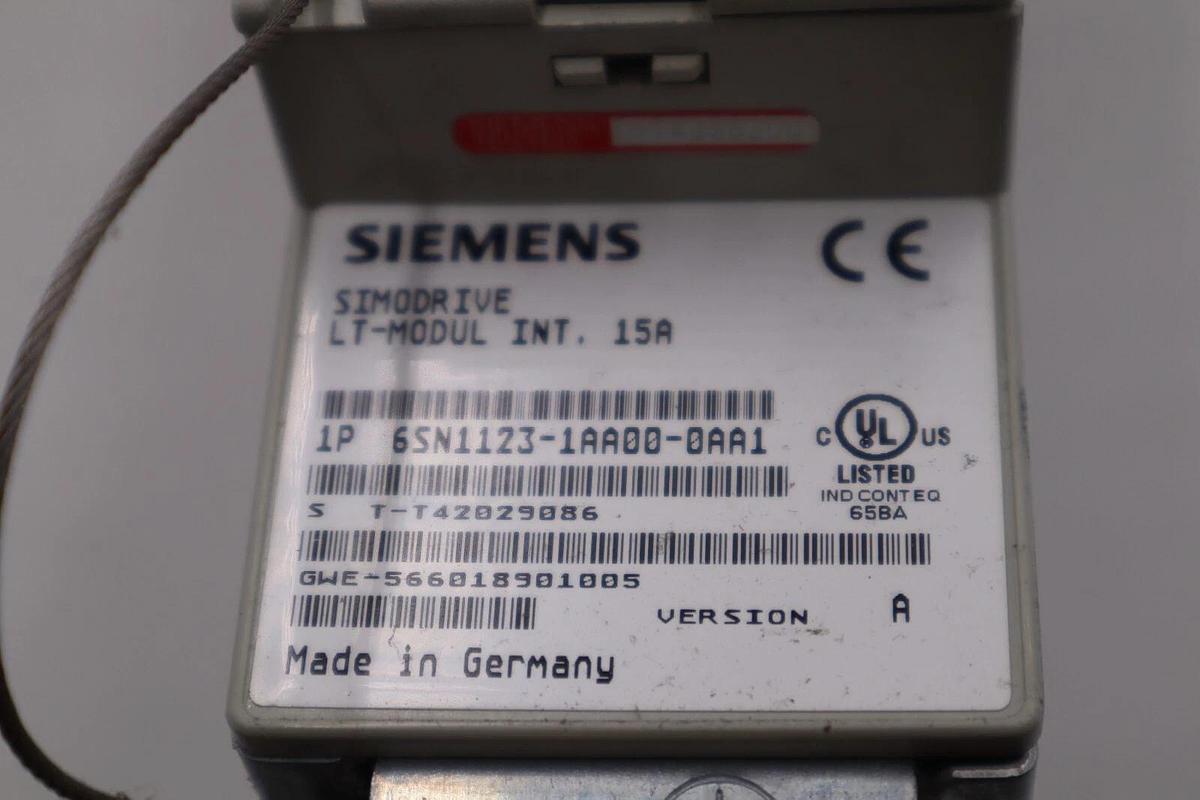 SIEMENS
CE
SIMODRIVE
LT-MODUL INT. 15A
1P 6SN1123-1AA00-0AA1
C UL US
LISTED
IND CONT EQ
65BA
S T-T42029086
GWE-566018901005
VERSION A
Made in Germany